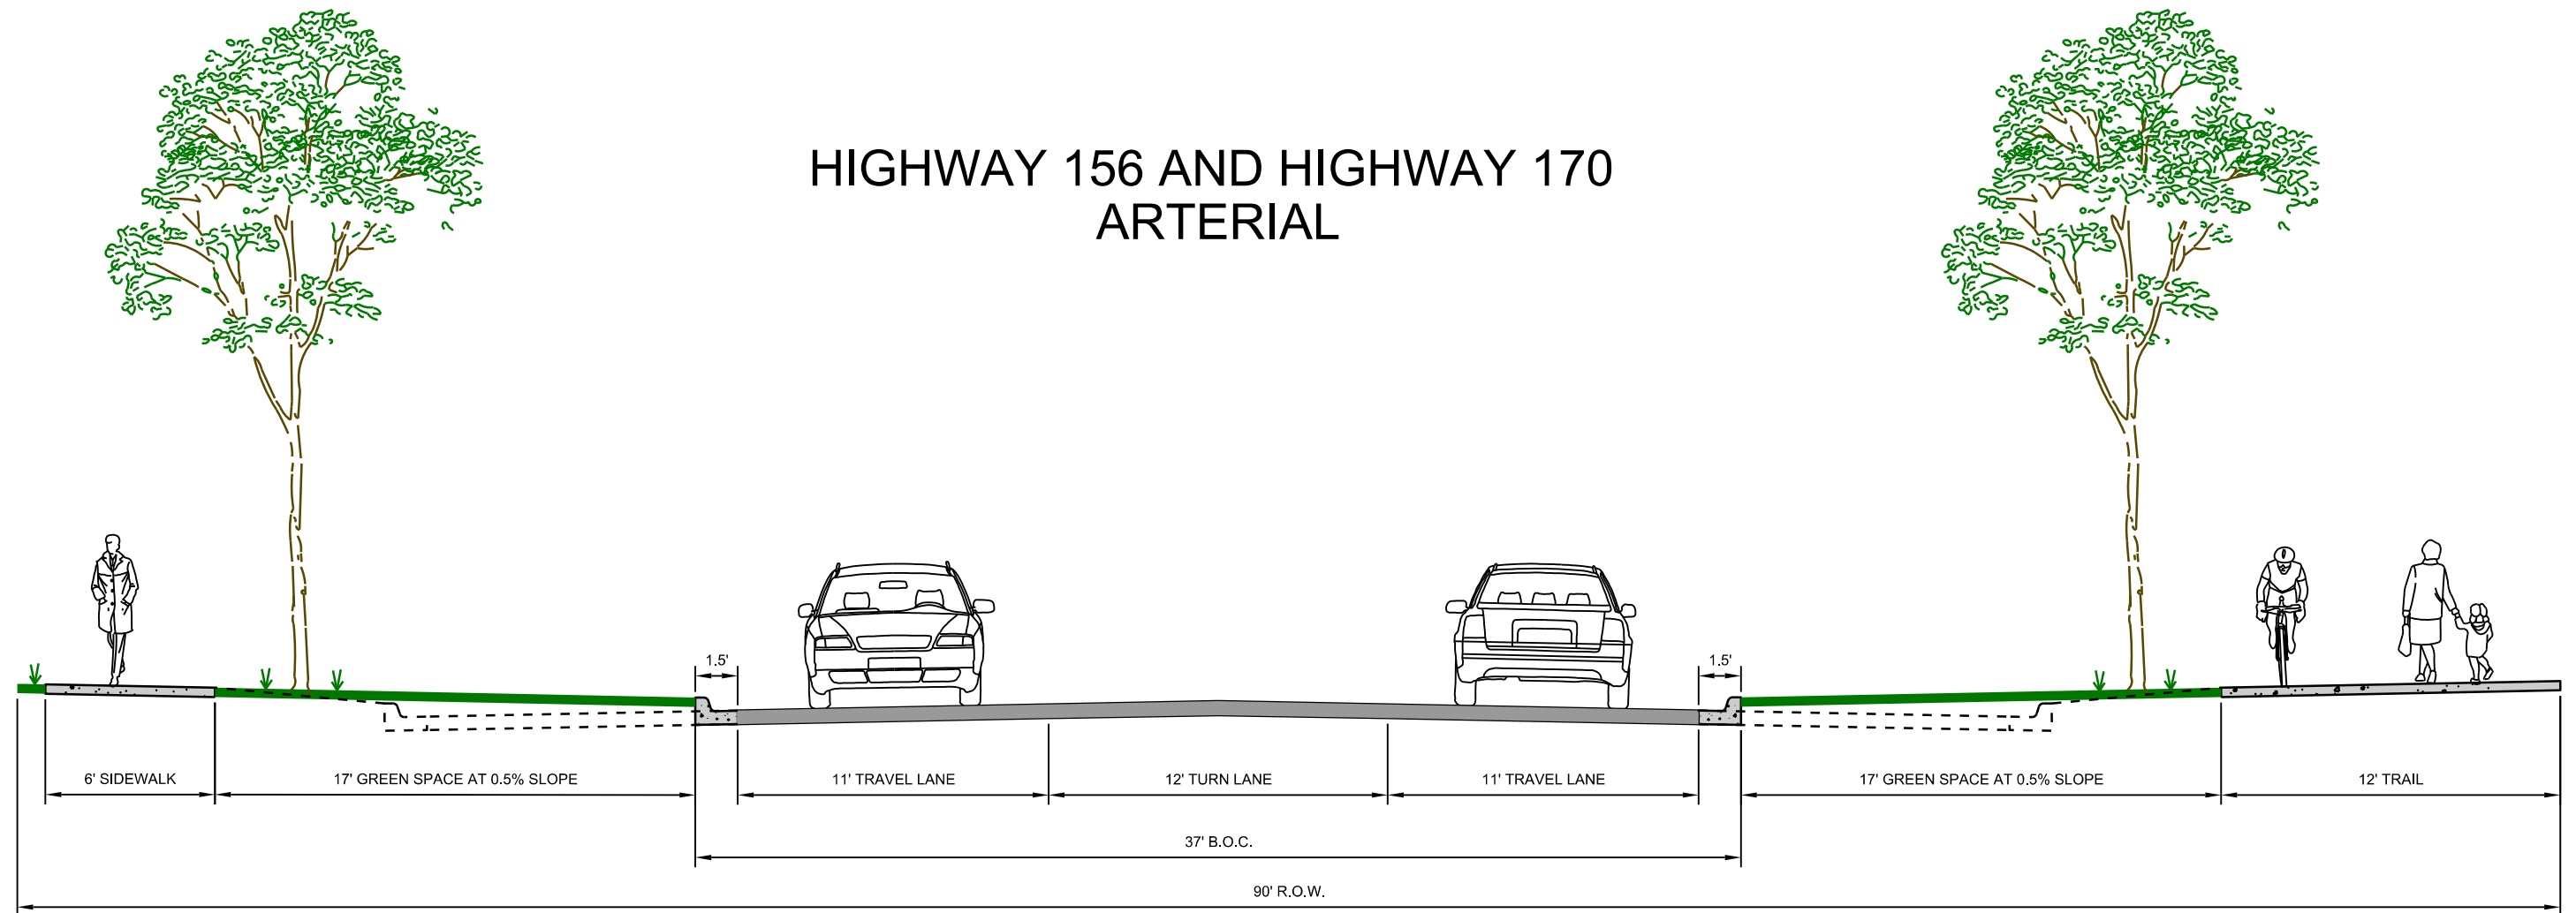 HIGHWAY 156 AND HIGHWAY 170
ARTERIAL
1.5'
1.5'
6' SIDEWALK
17' GREEN SPACE AT 0.5% SLOPE
11' TRAVEL LANE
12' TURN LANE
11' TRAVEL LANE
17' GREEN SPACE AT 0.5% SLOPE
12' TRAIL
37' B.O.C.
90' R.O.W.